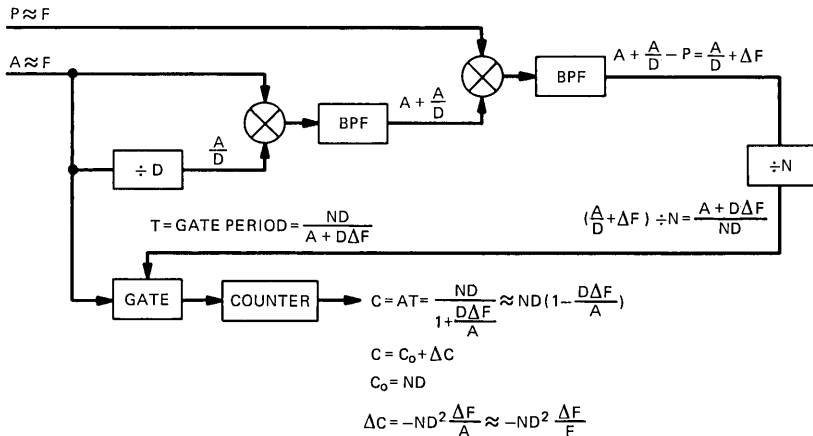 P ≈ F
A + A/D − P = A/D + ΔF
A ≈ F
BPF
A + A/D
BPF
A/D
÷ D
÷N
T = GATE PERIOD = ND/(A + DΔF)
(A/D + ΔF) ÷N = (A + DΔF)/ND
GATE
COUNTER
C = AT = ND/(1 + DΔF/A) ≈ ND(1 − DΔF/A)
C = C₀ + ΔC
C₀ = ND
ΔC = −ND² ΔF/A ≈ −ND² ΔF/F